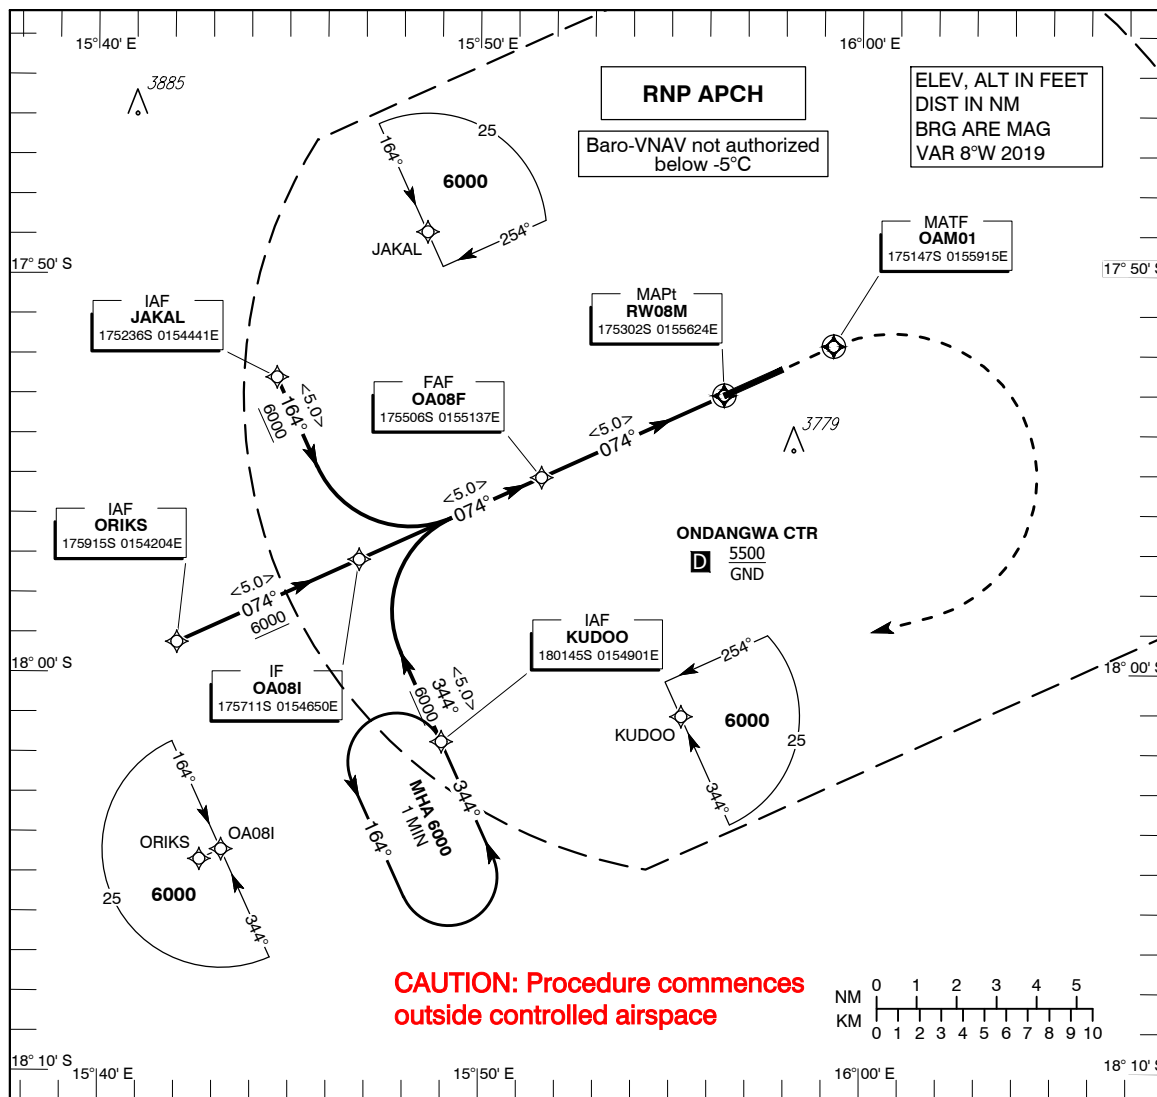 15°40' E
15°50' E
16°00' E
3885
RNP APCH
Baro-VNAV not authorized
below -5°C
ELEV, ALT IN FEET
DIST IN NM
BRG ARE MAG
VAR 8°W 2019
164°
25
6000
254°
JAKAL
17° 50' S
17° 50' S
MATF
OAM01
175147S 0155915E
IAF
JAKAL
175236S 0154441E
MAPt
RW08M
175302S 0155624E
FAF
OA08F
175506S 0155137E
<5.0>
164°
6000
<5.0>
074°
3779
<5.0>
074°
IAF
ORIKS
175915S 0154204E
ONDANGWA CTR
D
5500
GND
<5.0>
074°
6000
IAF
KUDOO
180145S 0154901E
IF
OA08I
175711S 0154650E
18° 00' S
18° 00' S
<5.0>
344°
6000
254°
KUDOO
6000
25
344°
164°
ORIKS
OA08I
6000
25
344°
MHA 6000
1 MIN
344°
164°
CAUTION: Procedure commences
outside controlled airspace
NM
0 1 2 3 4 5
KM
0 1 2 3 4 5 6 7 8 9 10
18° 10' S
18° 10' S
15°40' E
15°50' E
16°00' E